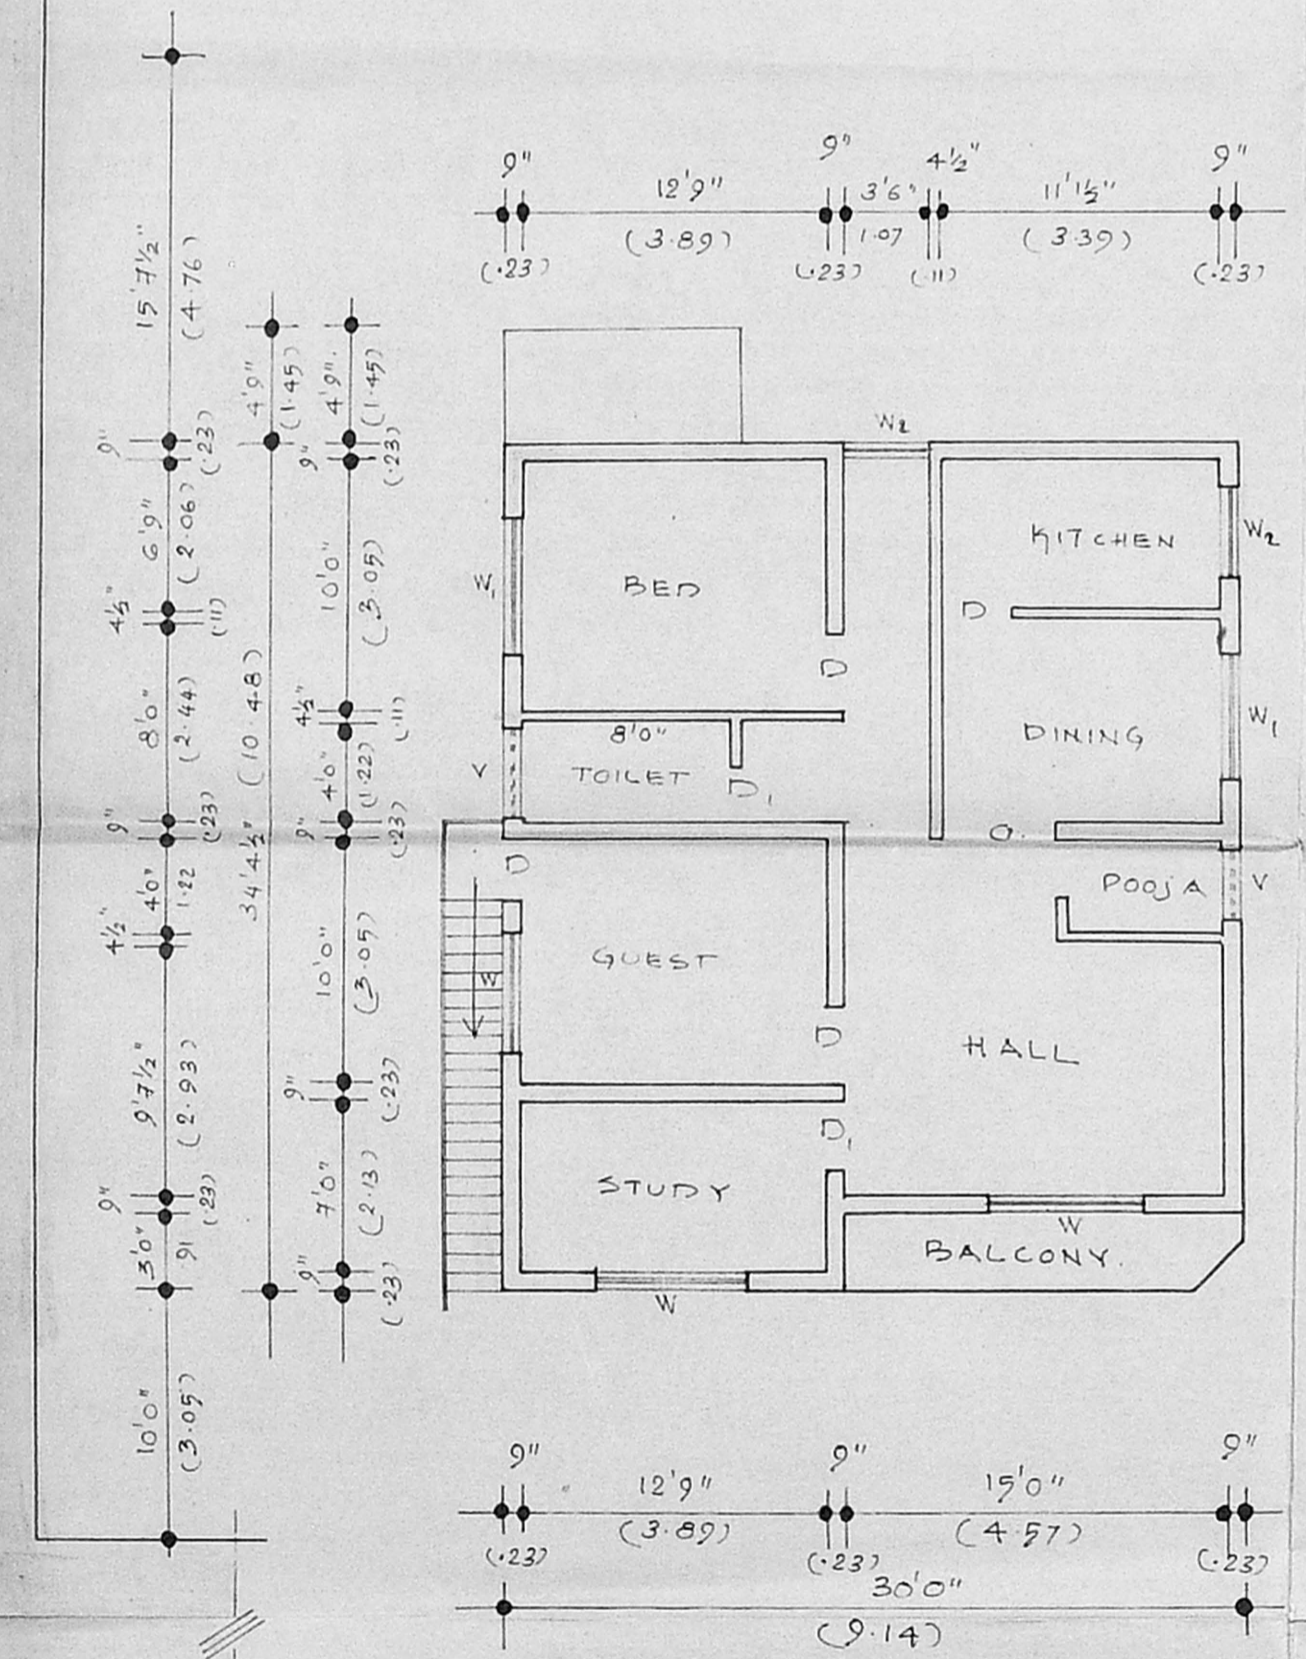 9" 9" 4½" 9"
12'9" 3'6" 11'1½"
(3.89) 1.07 (3.39)
(.23) (.23) (.11) (.23)
15'7½"
(4.76)
9"
(.23)
6'9"
(2.06)
4½"
(.11)
8'0"
(2.44)
9"
(.23)
4'0"
1.22
4½"
9'7½"
(2.93)
9"
(.23)
3'0"
91
10'0"
(3.05)
4'9"
(1.45)
34'4½"
(10.48)
4'9"
(1.45)
9"
(.23)
10'0"
(3.05)
4½"
(.11)
4'0"
(1.22)
9"
(.23)
10'0"
(3.05)
9"
(.23)
7'0"
(2.13)
9"
(.23)
W2
KITCHEN W2
W BED
D
D
8'0"
DINING W1
V TOILET D1
O.
D
POOJA V
W GUEST
D HALL
D1
STUDY
W
BALCONY.
W
9" 9" 9"
12'9" 15'0"
(3.89) (4.57)
(.23) (.23) (.23)
30'0"
(9.14)